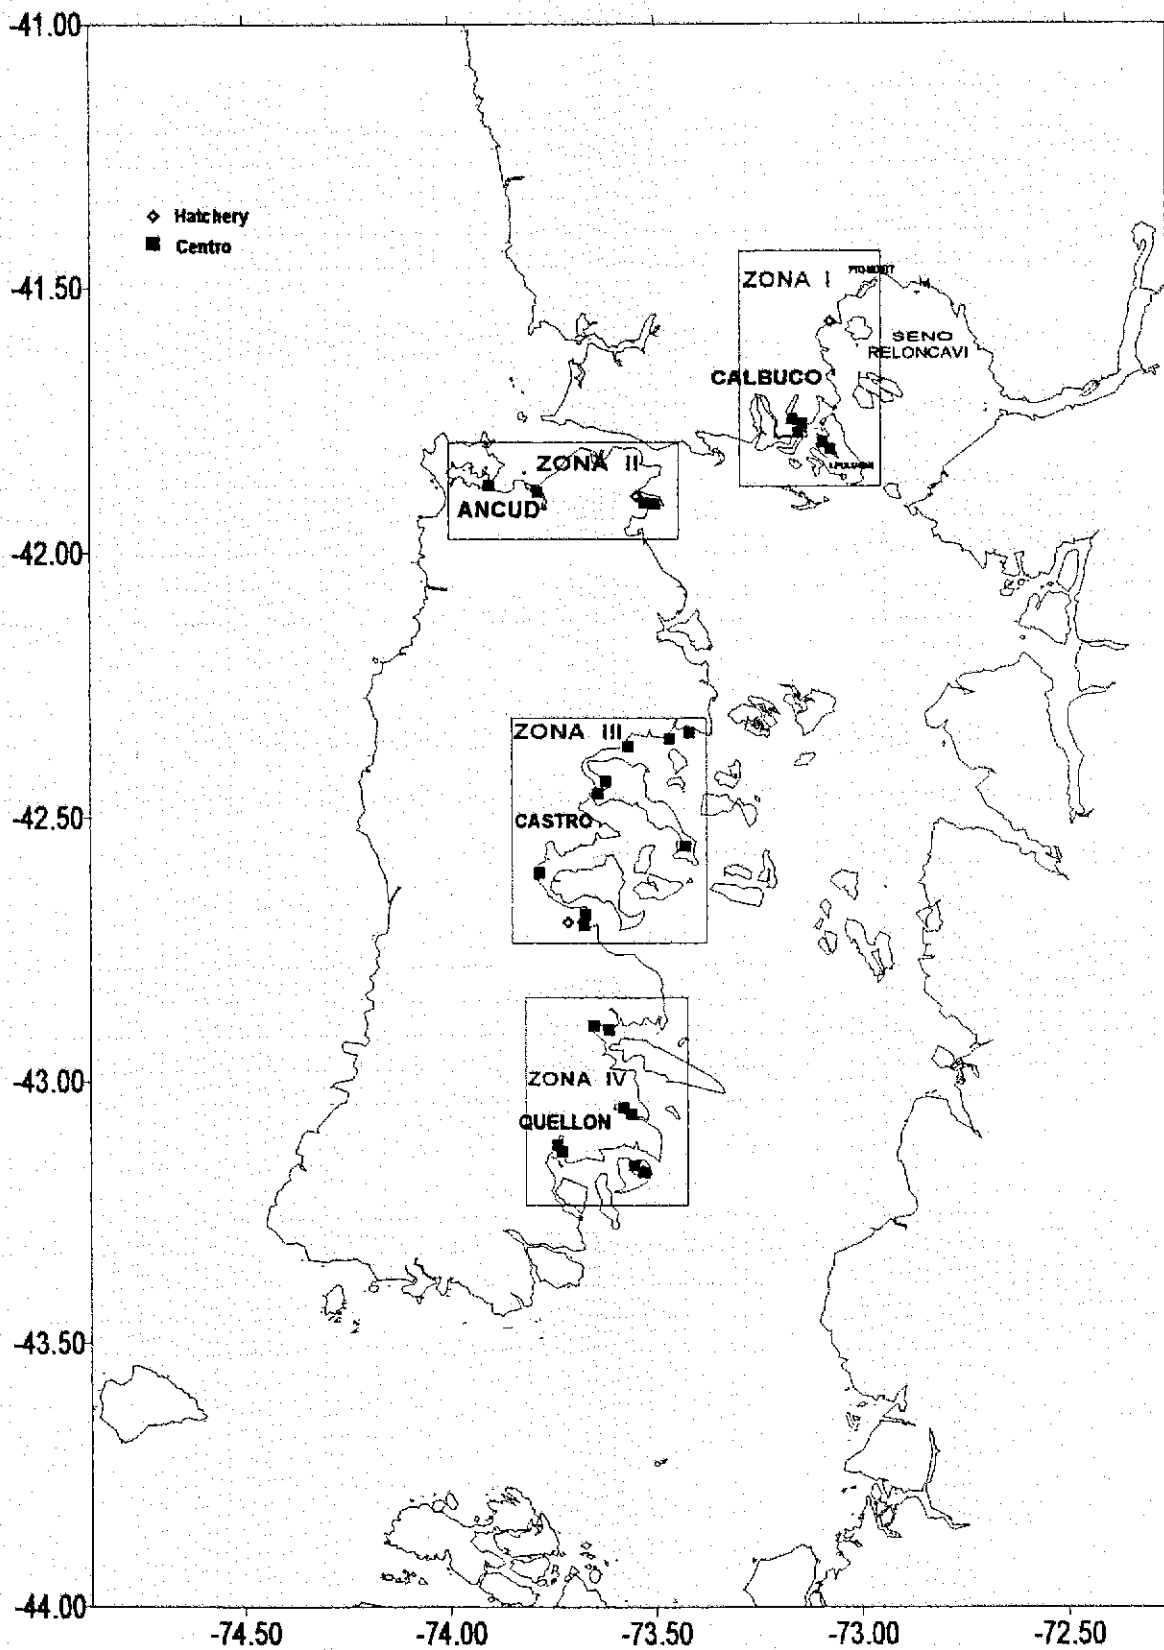 -41.00
Hatchery
Centro
-41.50
ZONA I
PTO MONTT
SENO
RELONCAVI
CALBUCO
ZONA II
ANCUD
-42.00
ZONA III
-42.50
CASTRO
-43.00
ZONA IV
QUELLON
-43.50
-44.00
-74.50
-74.00
-73.50
-73.00
-72.50